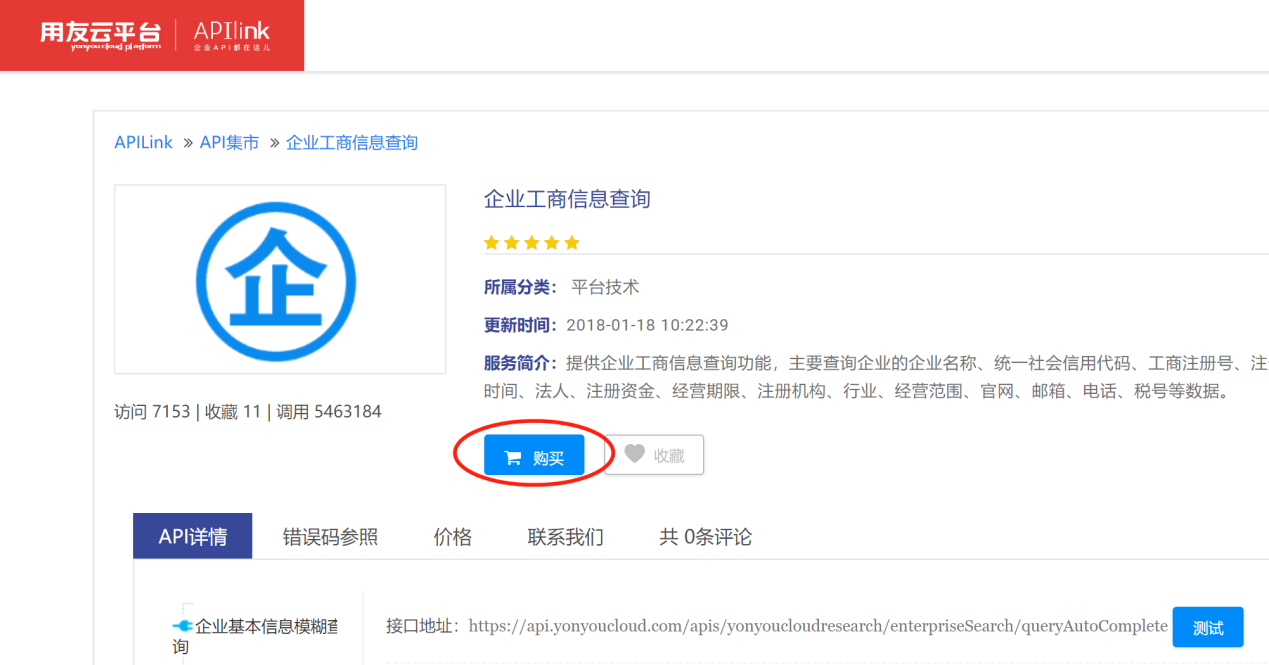 用友云平台
yonyou cloud platform
APIlink
企业API都在这儿
APILink » API集市 » 企业工商信息查询
企
企业工商信息查询
所属分类： 平台技术
更新时间：2018-01-18 10:22:39
服务简介：提供企业工商信息查询功能，主要查询企业的企业名称、统一社会信用代码、工商注册号、注
时间、法人、注册资金、经营期限、注册机构、行业、经营范围、官网、邮箱、电话、税号等数据。
访问 7153 | 收藏 11 | 调用 5463184
购买
收藏
API详情
错误码参照
价格
联系我们
共 0条评论
企业基本信息模糊查
询
接口地址：https://api.yonyoucloud.com/apis/yonyoucloudresearch/enterpriseSearch/queryAutoComplete
测试